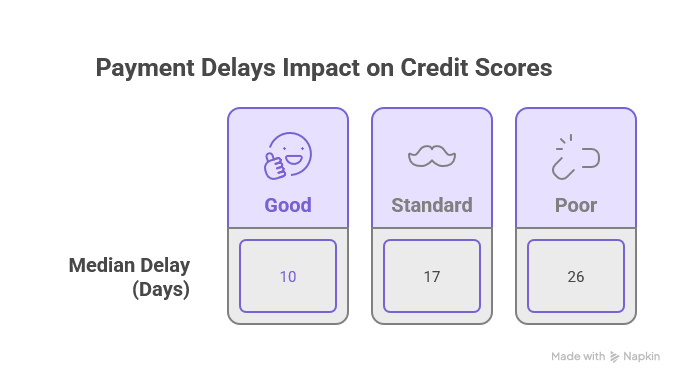 Payment Delays Impact on Credit Scores
Good
Standard
Poor
Median Delay
(Days)
10
17
26
Made with Napkin